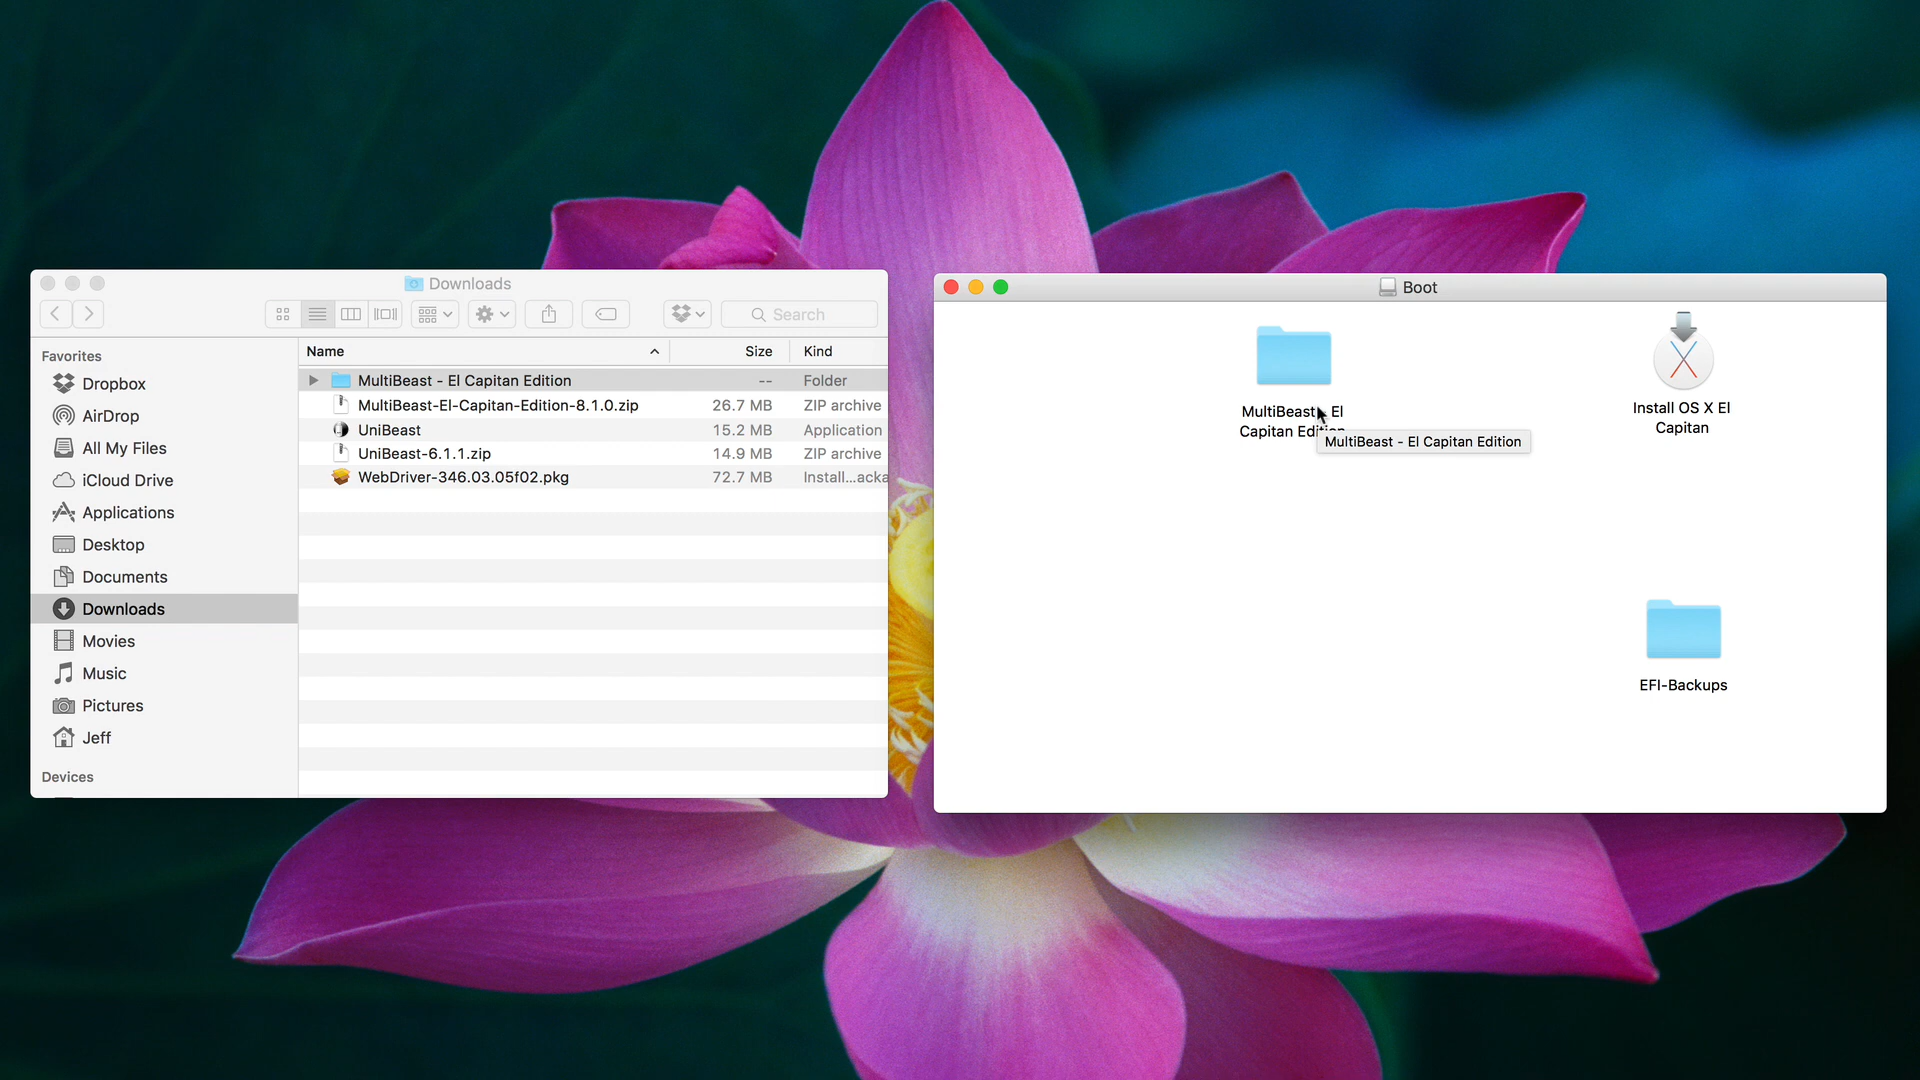 Downloads
Search
Favorites
Dropbox
AirDrop
All My Files
iCloud Drive
Applications
Desktop
Documents
Downloads
Movies
Music
Pictures
Jeff
Devices
Name Size Kind
MultiBeast - El Capitan Edition -- Folder
MultiBeast-El-Capitan-Edition-8.1.0.zip 26.7 MB ZIP archive
UniBeast 15.2 MB Application
UniBeast-6.1.1.zip 14.9 MB ZIP archive
WebDriver-346.03.05f02.pkg 72.7 MB Install...acka
Boot
MultiBeast - El
Capitan Edition
MultiBeast - El Capitan Edition
Install OS X El
Capitan
EFI-Backups